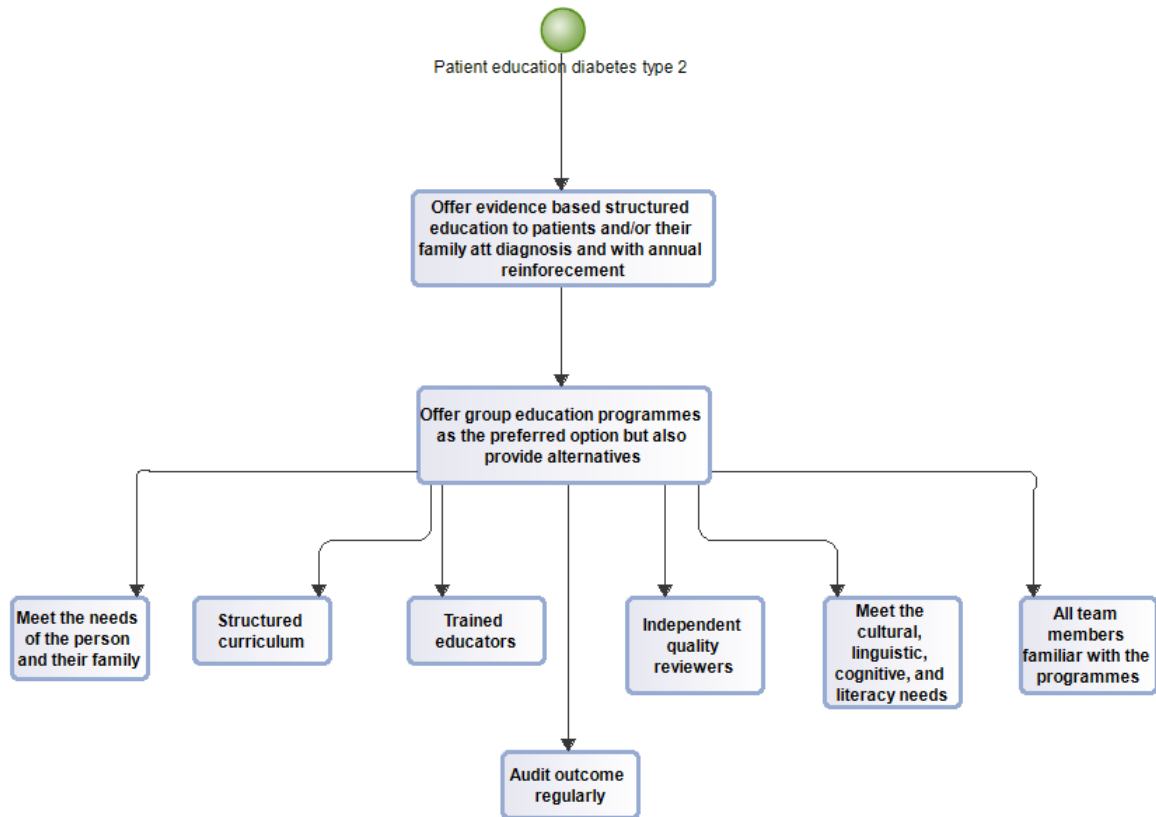 Patient education diabetes type 2
Offer evidence based structured
education to patients and/or their
family att diagnosis and with annual
reinforecement
Offer group education programmes
as the preferred option but also
provide alternatives
Meet the needs
of the person
and their family
Structured
curriculum
Trained
educators
Independent
quality
reviewers
Meet the
cultural,
linguistic,
cognitive, and
literacy needs
All team
members
familiar with the
programmes
Audit outcome
regularly